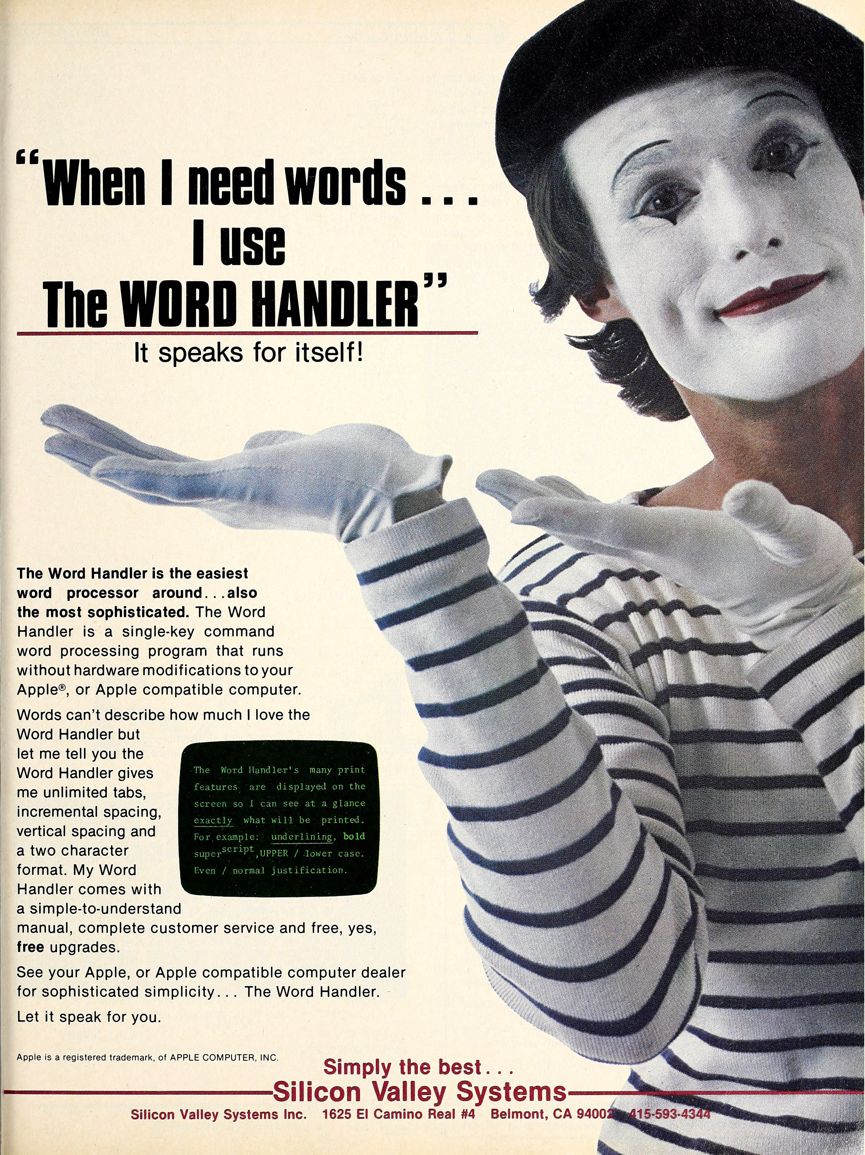 “When I need words ...
I use
The WORD HANDLER”
It speaks for itself!
The Word Handler is the easiest
word processor around...also
the most sophisticated. The Word
Handler is a single-key command
word processing program that runs
without hardware modifications to your
Apple®, or Apple compatible computer.
Words can't describe how much I love the
Word Handler but
let me tell you the
Word Handler gives
me unlimited tabs,
incremental spacing,
vertical spacing and
a two character
format. My Word
Handler comes with
a simple-to-understand
manual, complete customer service and free, yes,
free upgrades.
The Word Handler's many print
features are displayed on the
screen so I can see at a glance
exactly what will be printed.
For example: underlining, bold
superscript,UPPER / lower case.
Even / normal justification.
See your Apple, or Apple compatible computer dealer
for sophisticated simplicity... The Word Handler.
Let it speak for you.
Apple is a registered trademark, of APPLE COMPUTER, INC.
Simply the best...
Silicon Valley Systems
Silicon Valley Systems Inc. 1625 El Camino Real #4 Belmont, CA 94002 415-593-4344